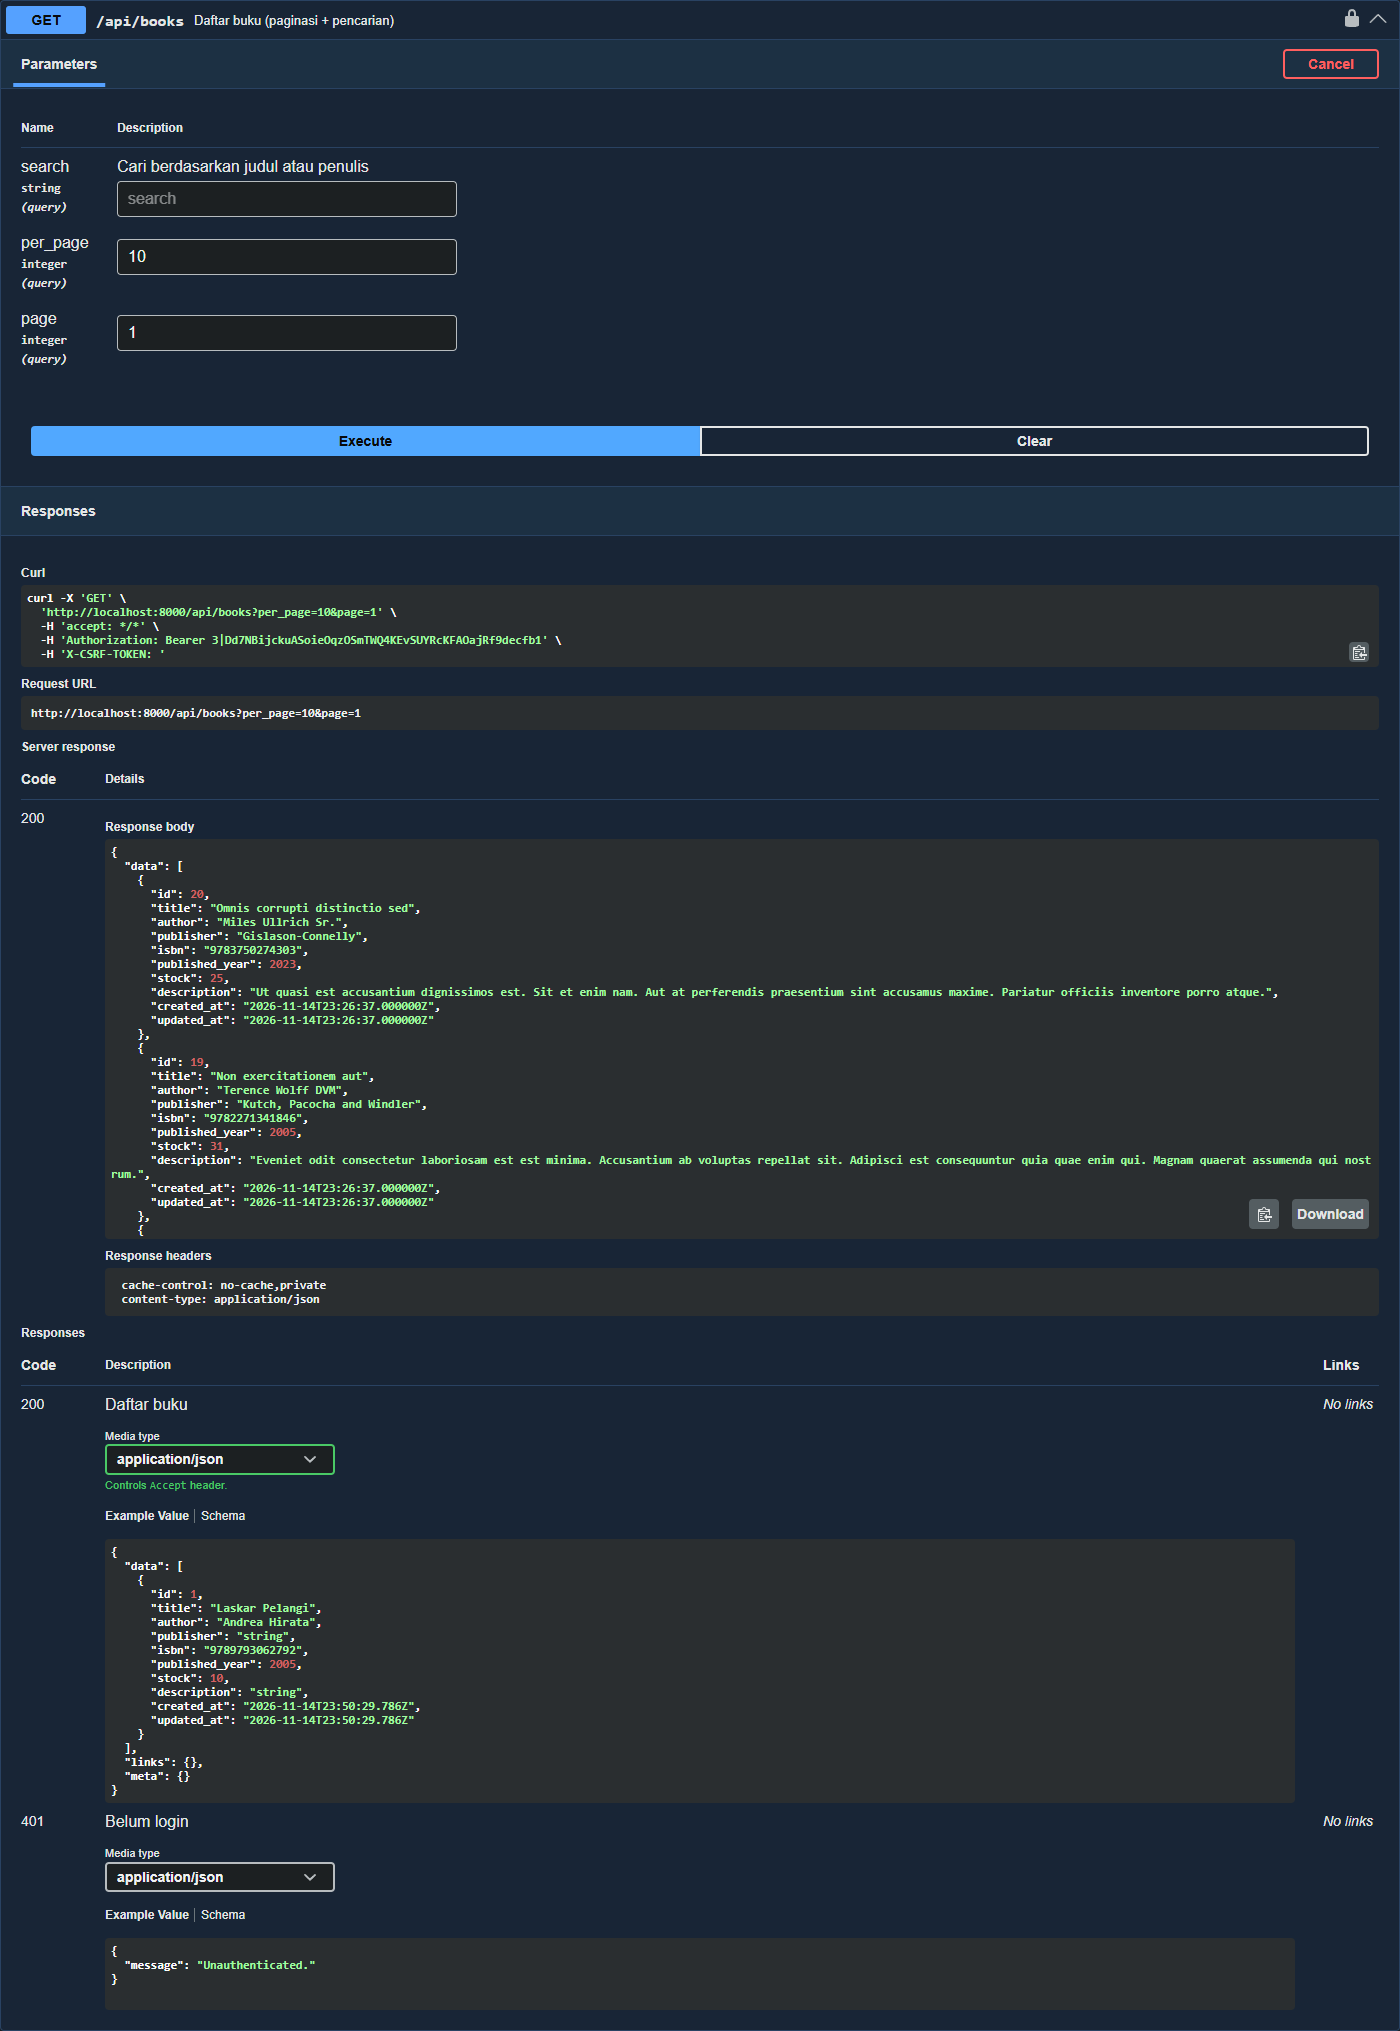 GET /api/books Daftar buku (paginasi + pencarian)
Parameters
Cancel
Name Description
search Cari berdasarkan judul atau penulis
string
(query)
search
per_page
integer
(query)
10
page
integer
(query)
1
Execute Clear
Responses
Curl
curl -X 'GET' \
  'http://localhost:8000/api/books?per_page=10&page=1' \
  -H 'accept: */*' \
  -H 'Authorization: Bearer 3|Dd7NBijckuASoieOqzOSmTWQ4KEvSUYRcKFAOajRf9decfb1' \
  -H 'X-CSRF-TOKEN: '
Request URL
http://localhost:8000/api/books?per_page=10&page=1
Server response
Code Details
200
Response body
{
  "data": [
    {
      "id": 20,
      "title": "Omnis corrupti distinctio sed",
      "author": "Miles Ullrich Sr.",
      "publisher": "Gislason-Connelly",
      "isbn": "9783750274303",
      "published_year": 2023,
      "stock": 25,
      "description": "Ut quasi est accusantium dignissimos est. Sit et enim nam. Aut at perferendis praesentium sint accusamus maxime. Pariatur officiis inventore porro atque.",
      "created_at": "2026-11-14T23:26:37.000000Z",
      "updated_at": "2026-11-14T23:26:37.000000Z"
    },
    {
      "id": 19,
      "title": "Non exercitationem aut",
      "author": "Terence Wolff DVM",
      "publisher": "Kutch, Pacocha and Windler",
      "isbn": "9782271341846",
      "published_year": 2005,
      "stock": 31,
      "description": "Eveniet odit consectetur laboriosam est est minima. Accusantium ab voluptas repellat sit. Adipisci est consequuntur quia quae enim qui. Magnam quaerat assumenda qui nost
rum.",
      "created_at": "2026-11-14T23:26:37.000000Z",
      "updated_at": "2026-11-14T23:26:37.000000Z"
    },
    {
Download
Response headers
cache-control: no-cache,private
content-type: application/json
Responses
Code Description Links
200 Daftar buku No links
Media type
application/json
Controls Accept header.
Example Value | Schema
{
  "data": [
    {
      "id": 1,
      "title": "Laskar Pelangi",
      "author": "Andrea Hirata",
      "publisher": "string",
      "isbn": "9789793062792",
      "published_year": 2005,
      "stock": 10,
      "description": "string",
      "created_at": "2026-11-14T23:50:29.786Z",
      "updated_at": "2026-11-14T23:50:29.786Z"
    }
  ],
  "links": {},
  "meta": {}
}
401 Belum login No links
Media type
application/json
Example Value | Schema
{
  "message": "Unauthenticated."
}